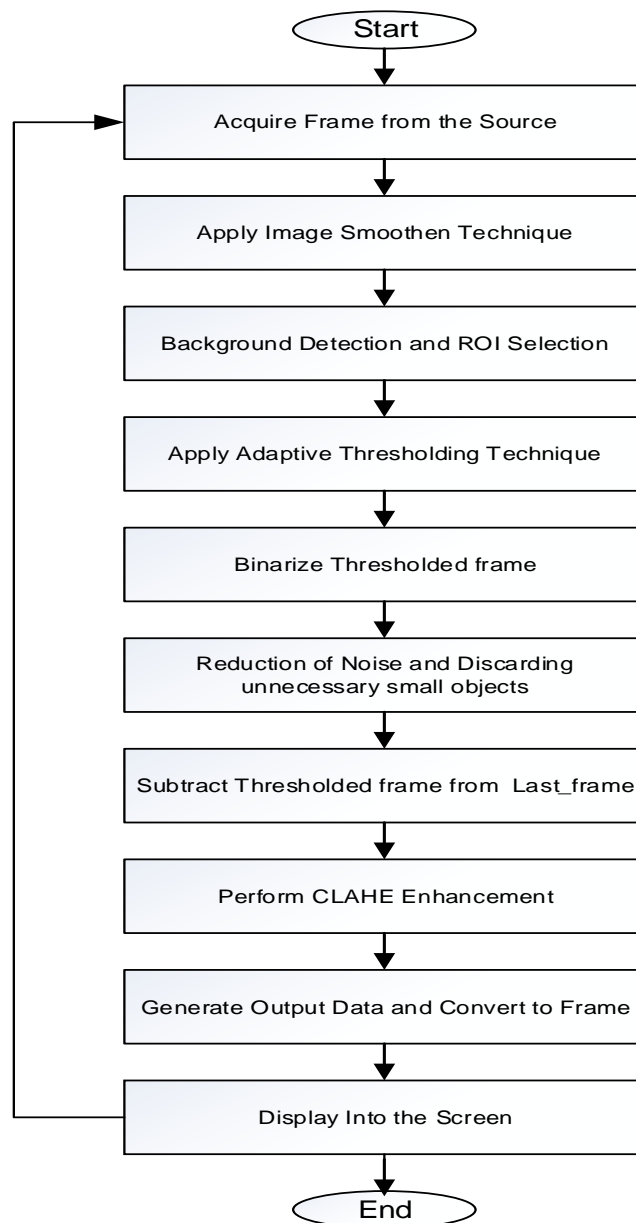 Start
Acquire Frame from the Source
Apply Image Smoothen Technique
Background Detection and ROI Selection
Apply Adaptive Thresholding Technique
Binarize Thresholded frame
Reduction of Noise and Discarding
unnecessary small objects
Subtract Thresholded frame from Last_frame
Perform CLAHE Enhancement
Generate Output Data and Convert to Frame
Display Into the Screen
End